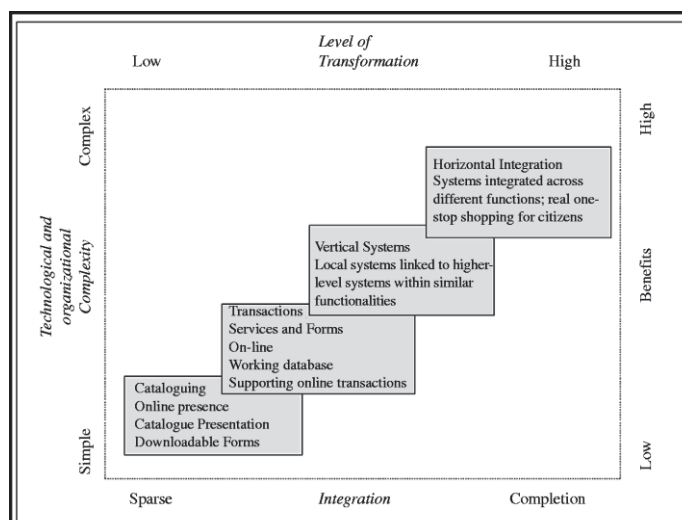 Level of
Low Transformation High
Complex
High
Horizontal Integration
Systems integrated across
different functions; real one-
stop shopping for citizens
Technological and
organizational
Complexity
Benefits
Vertical Systems
Local systems linked to higher-
level systems within similar
functionalities
Transactions
Services and Forms
On-line
Working database
Supporting online transactions
Cataloguing
Online presence
Catalogue Presentation
Downloadable Forms
Simple
Low
Sparse Integration Completion